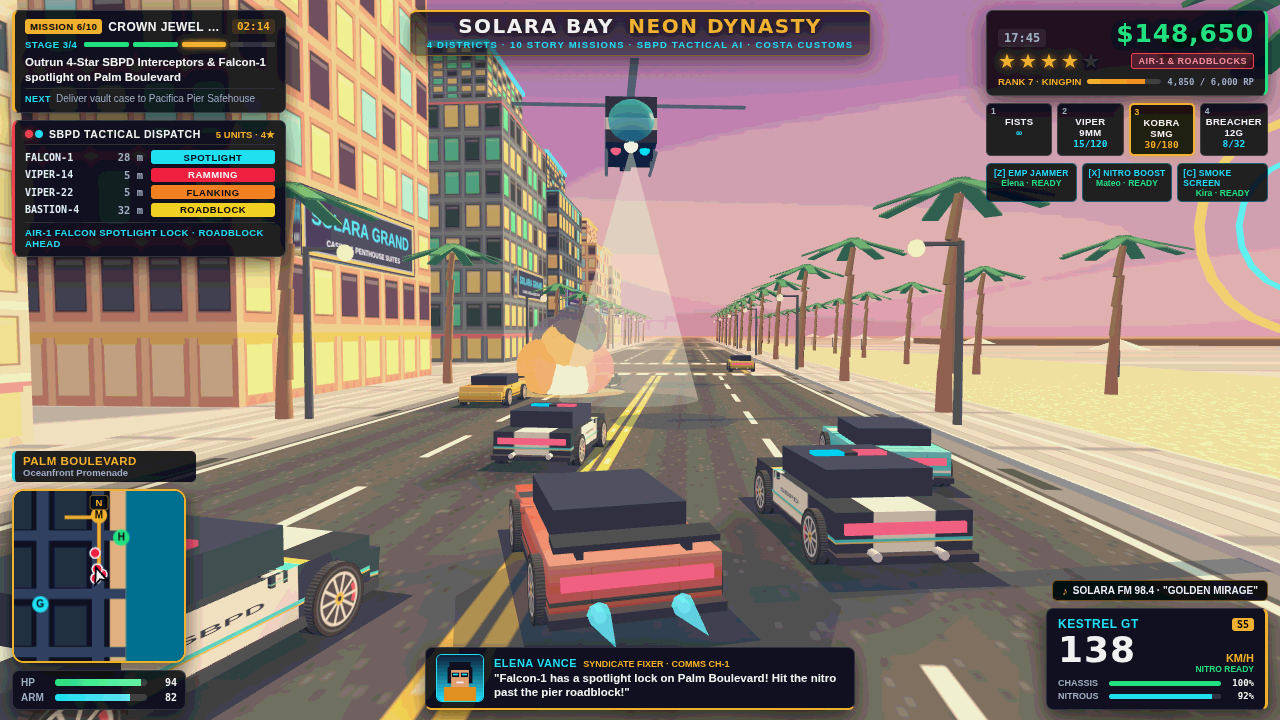 MISSION 6/10 CROWN JEWEL ... 02:14
STAGE 3/4
Outrun 4-Star SBPD Interceptors & Falcon-1
spotlight on Palm Boulevard
NEXT Deliver vault case to Pacifica Pier Safehouse
SBPD TACTICAL DISPATCH 5 UNITS · 4★
FALCON-1 28 m SPOTLIGHT
VIPER-14 5 m RAMMING
VIPER-22 5 m FLANKING
BASTION-4 32 m ROADBLOCK
AIR-1 FALCON SPOTLIGHT LOCK · ROADBLOCK
AHEAD
SOLARA BAY NEON DYNASTY
4 DISTRICTS · 10 STORY MISSIONS · SBPD TACTICAL AI · COSTA CUSTOMS
17:45 $148,650
★★★★★ AIR-1 & ROADBLOCKS
RANK 7 · KINGPIN 4,850 / 6,000 RP
1 FISTS ∞
2 VIPER 9MM 15/120
3 KOBRA SMG 30/180
4 BREACHER 12G 8/32
[Z] EMP JAMMER Elena · READY
[X] NITRO BOOST Mateo · READY
[C] SMOKE SCREEN Kira · READY
SOLARA GRAND
PENTHOUSE SUITES
SOLARA
PALM BOULEVARD
Oceanfront Promenade
N
M
H
G
SBPD
HP 94
ARM 82
ELENA VANCE SYNDICATE FIXER · COMMS CH-1
"Falcon-1 has a spotlight lock on Palm Boulevard! Hit the nitro
past the pier roadblock!"
♪ SOLARA FM 98.4 · "GOLDEN MIRAGE"
KESTREL GT S5
138 KM/H
NITRO READY
CHASSIS 100%
NITROUS 92%